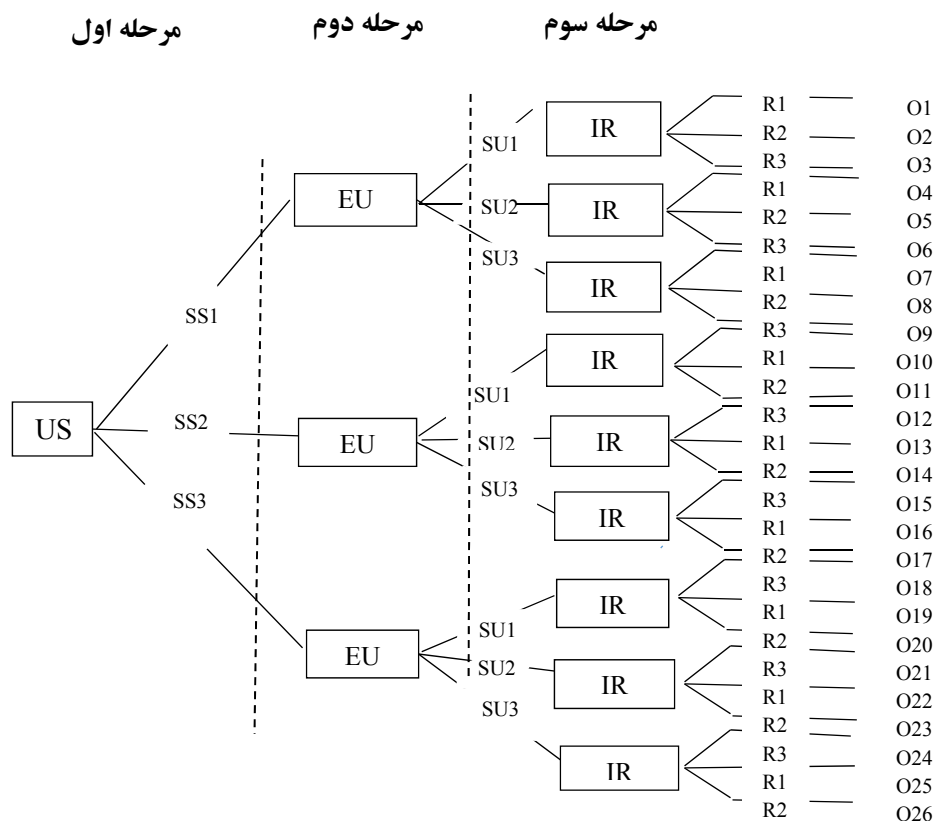 مرحله اول
مرحله دوم
مرحله سوم
US
SS1
SS2
SS3
EU
EU
EU
SU1
SU2
SU3
SU1
SU2
SU3
SU1
SU2
SU3
IR
IR
IR
IR
IR
IR
IR
IR
IR
R1
R2
R3
R1
R2
R3
R1
R2
R3
R1
R2
R3
R1
R2
R3
R1
R2
R3
R1
R2
R3
R1
R2
R3
R1
R2
O1
O2
O3
O4
O5
O6
O7
O8
O9
O10
O11
O12
O13
O14
O15
O16
O17
O18
O19
O20
O21
O22
O23
O24
O25
O26